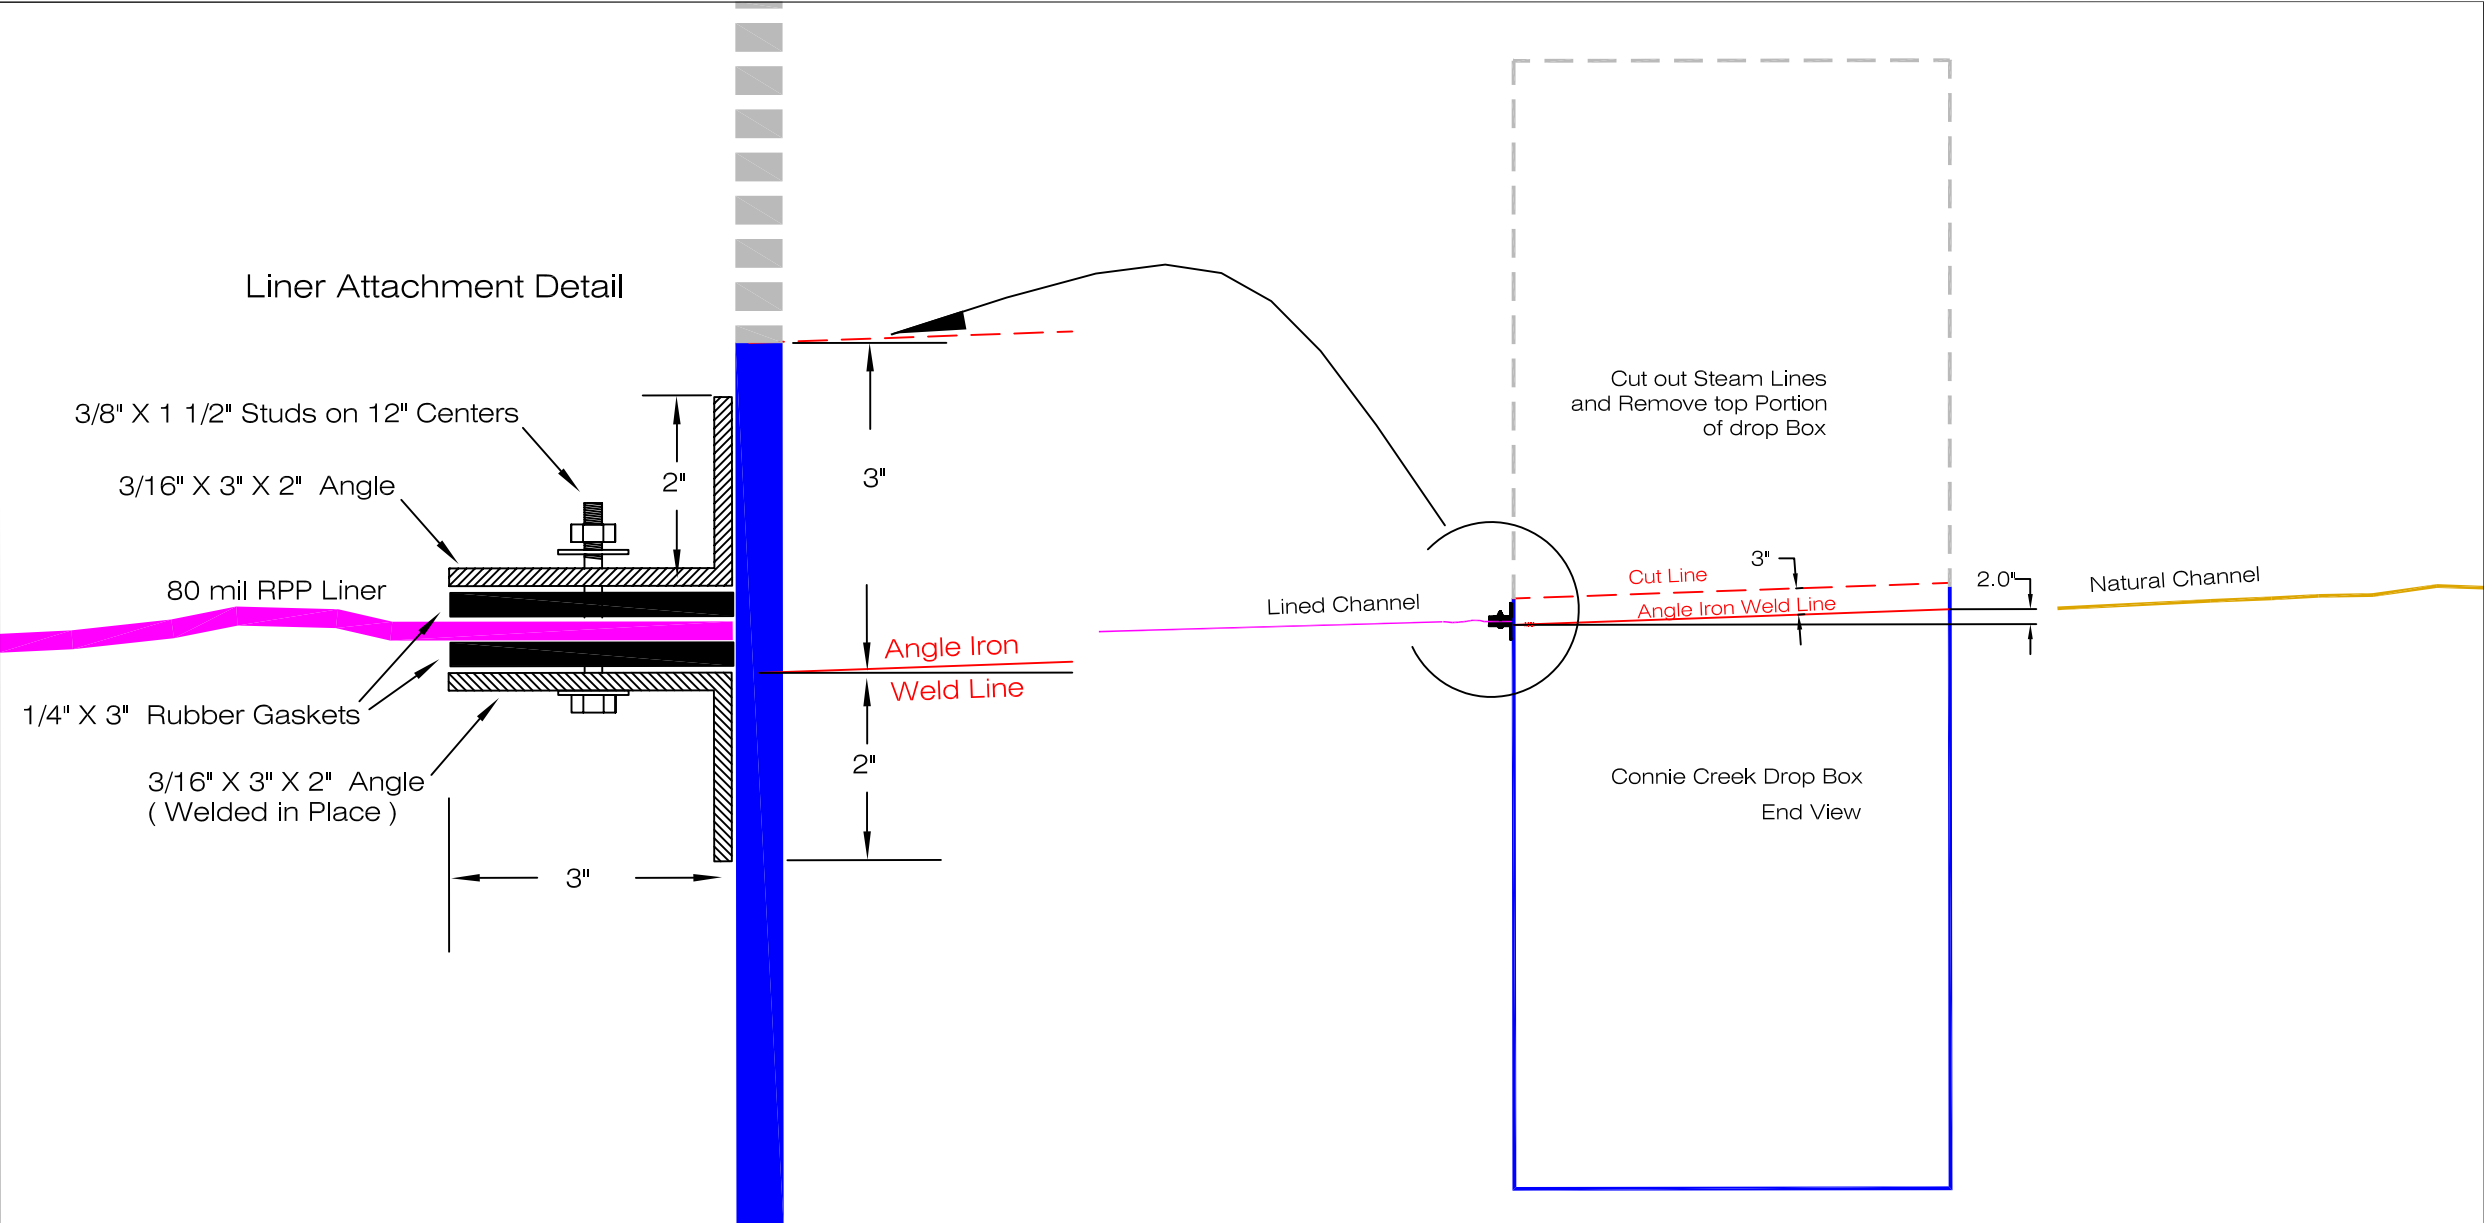 Liner Attachment Detail
3/8" X 1 1/2" Studs on 12" Centers
3/16" X 3" X 2" Angle
80 mil RPP Liner
1/4" X 3" Rubber Gaskets
3/16" X 3" X 2" Angle
( Welded in Place )
2"
3"
3"
Angle Iron
Weld Line
2"
Lined Channel
Cut out Steam Lines
and Remove top Portion
of drop Box
3"
Cut Line
Angle Iron Weld Line
2.0"
Natural Channel
Connie Creek Drop Box
End View